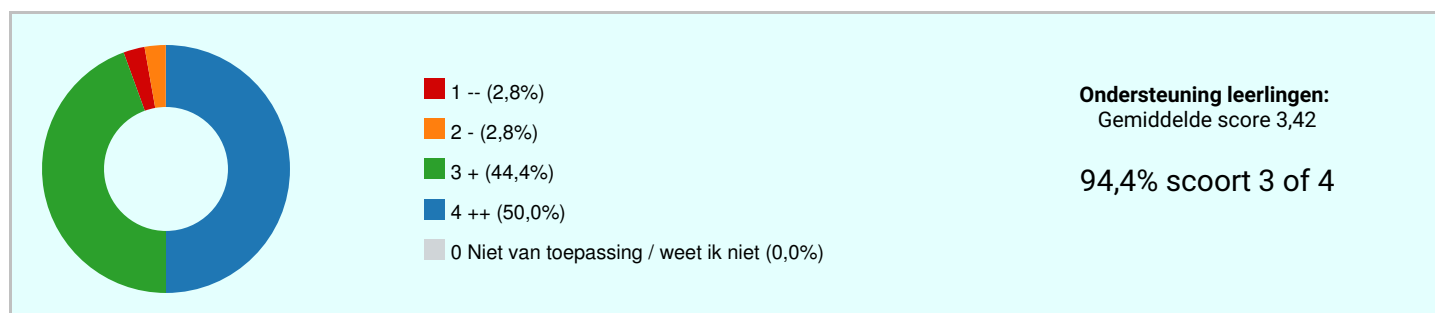 1 -- (2,8%)
2 - (2,8%)
3 + (44,4%)
4 ++ (50,0%)
0 Niet van toepassing / weet ik niet (0,0%)
Ondersteuning leerlingen:
Gemiddelde score 3,42
94,4% scoort 3 of 4